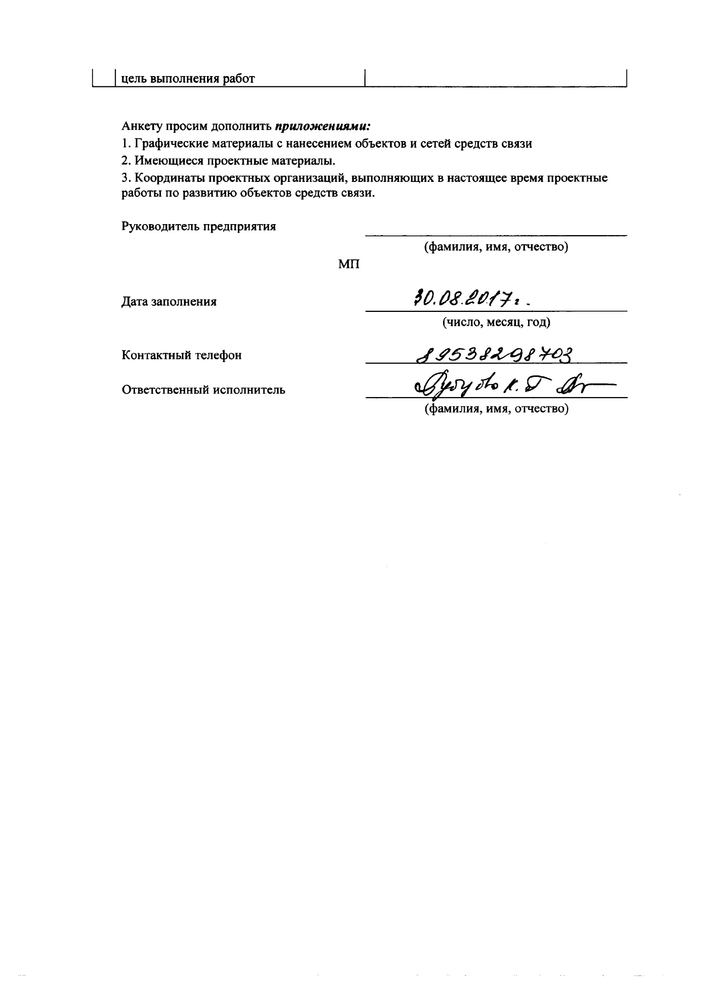 цель выполнения работ
Анкету просим дополнить приложениями:
1. Графические материалы с нанесением объектов и сетей средств связи
2. Имеющиеся проектные материалы.
3. Координаты проектных организаций, выполняющих в настоящее время проектные
работы по развитию объектов средств связи.
Руководитель предприятия
(фамилия, имя, отчество)
МП
Дата заполнения 30.08.2017г.
(число, месяц, год)
Контактный телефон 89538298703
Ответственный исполнитель К.
(фамилия, имя, отчество)